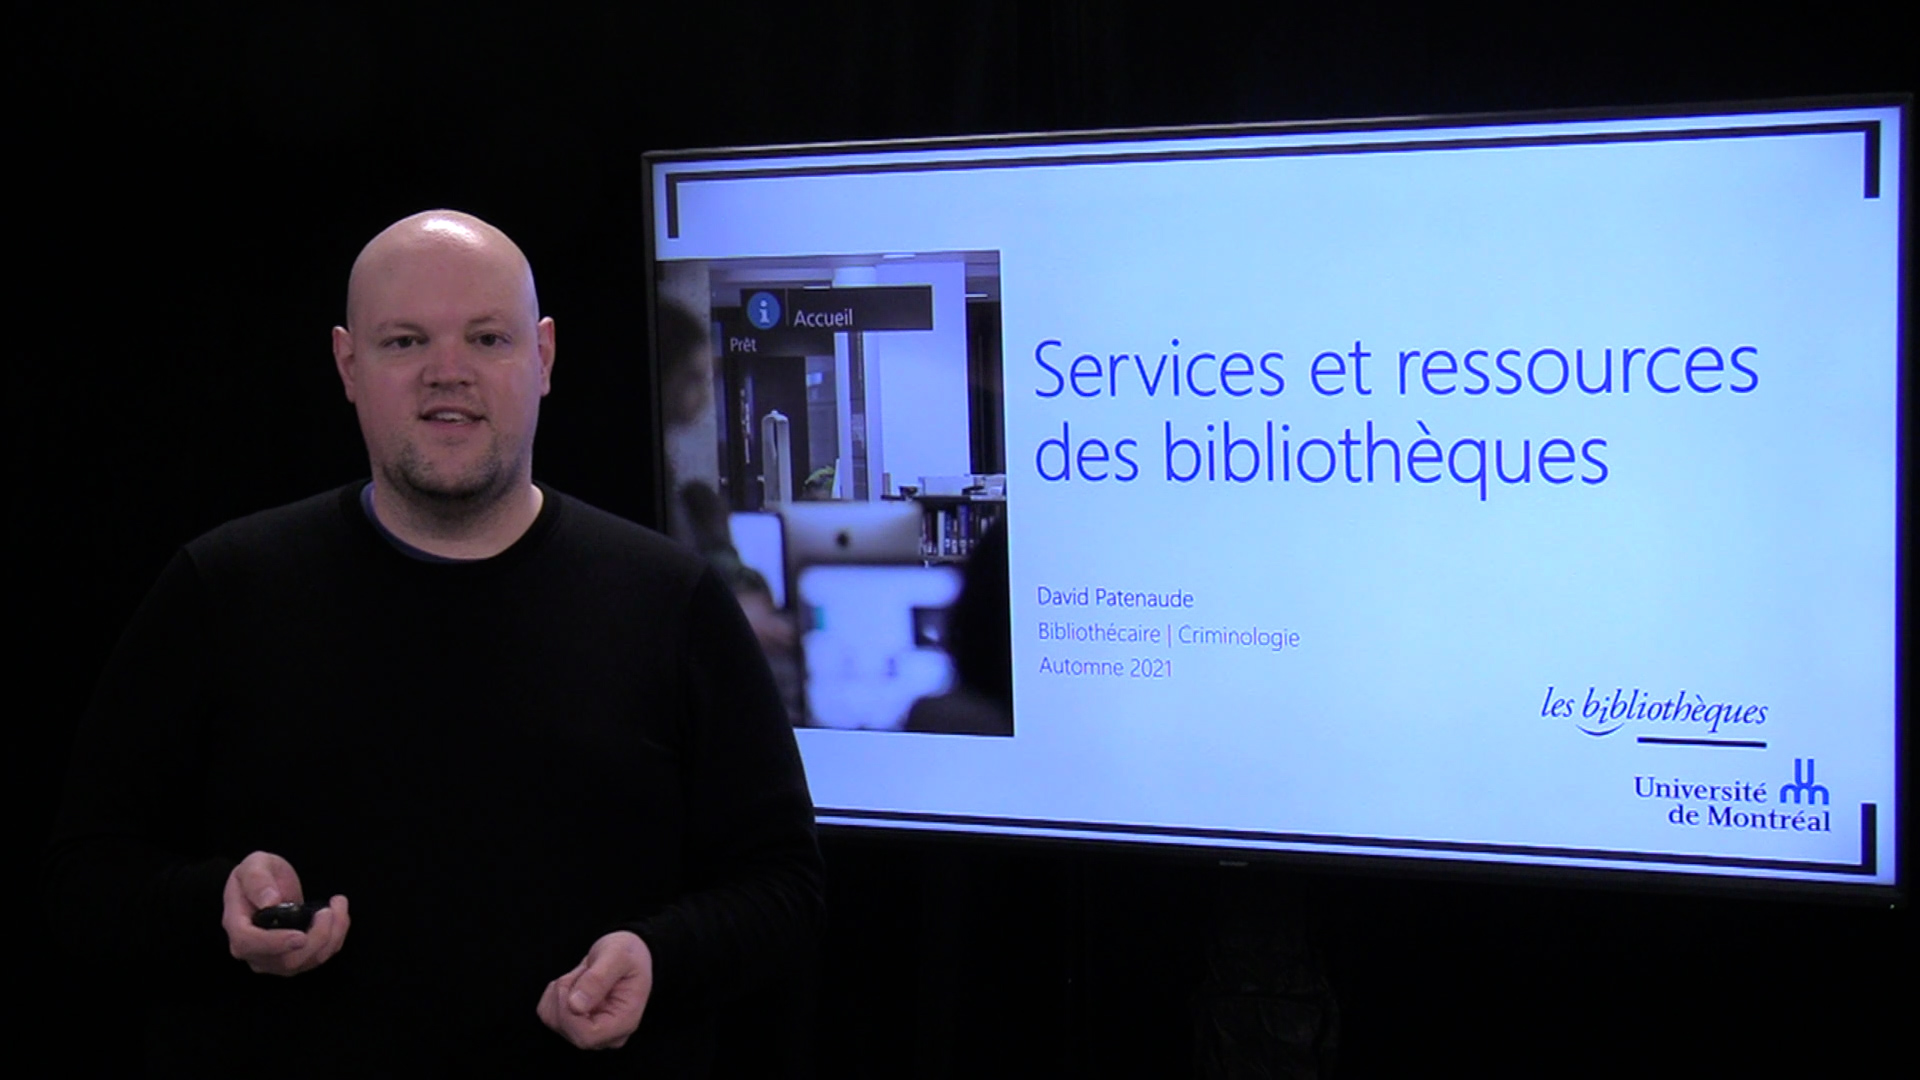 Accueil
Prêt
Services et ressources
des bibliothèques
David Patenaude
Bibliothécaire | Criminologie
Automne 2021
les bibliothèques
Université
de Montréal